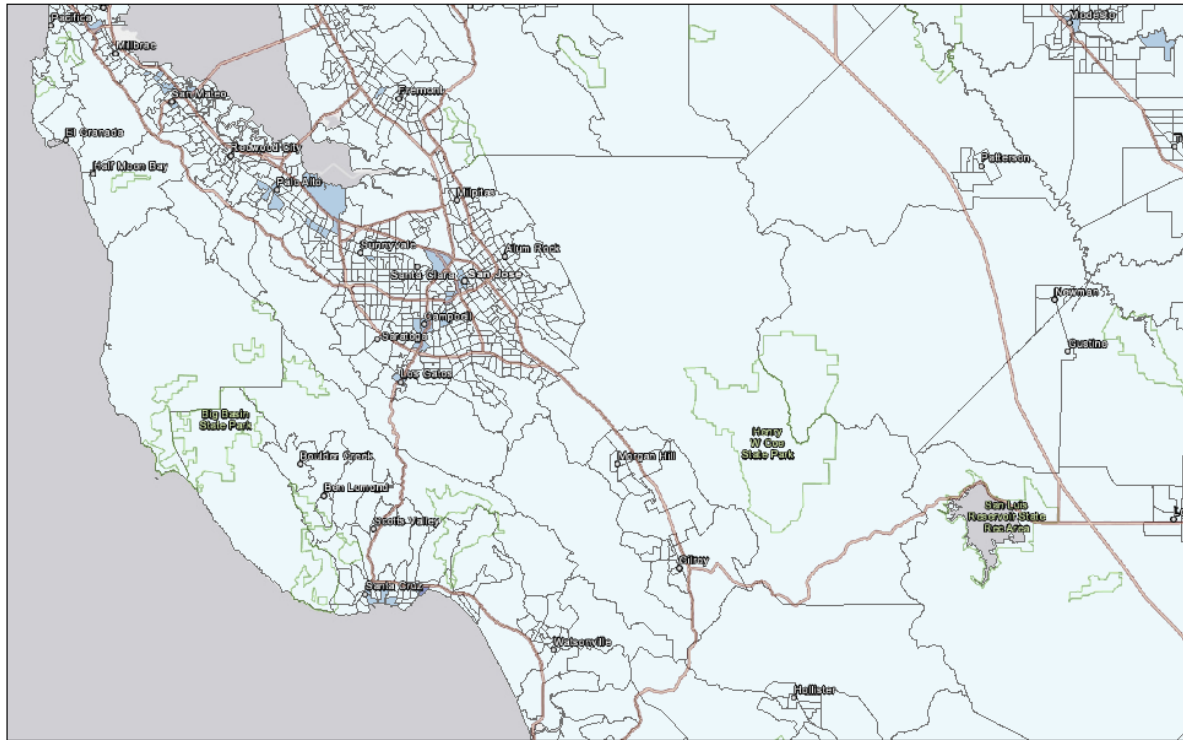 Pacifica
Millbrae
Modesto
San Mateo
Fremont
El Granada
Redwood City
Patterson
Half Moon Bay
Palo Alto
Milpitas
Sunnyvale
Alum Rock
Santa Clara
San Jose
Newman
Campbell
Saratoga
Gustine
Los Gatos
Big Basin
State Park
Henry
W Coe
State Park
Boulder Creek
Morgan Hill
Ben Lomond
San Luis
Reservoir State
Rec Area
Scotts Valley
Gilroy
Santa Cruz
Watsonville
Hollister